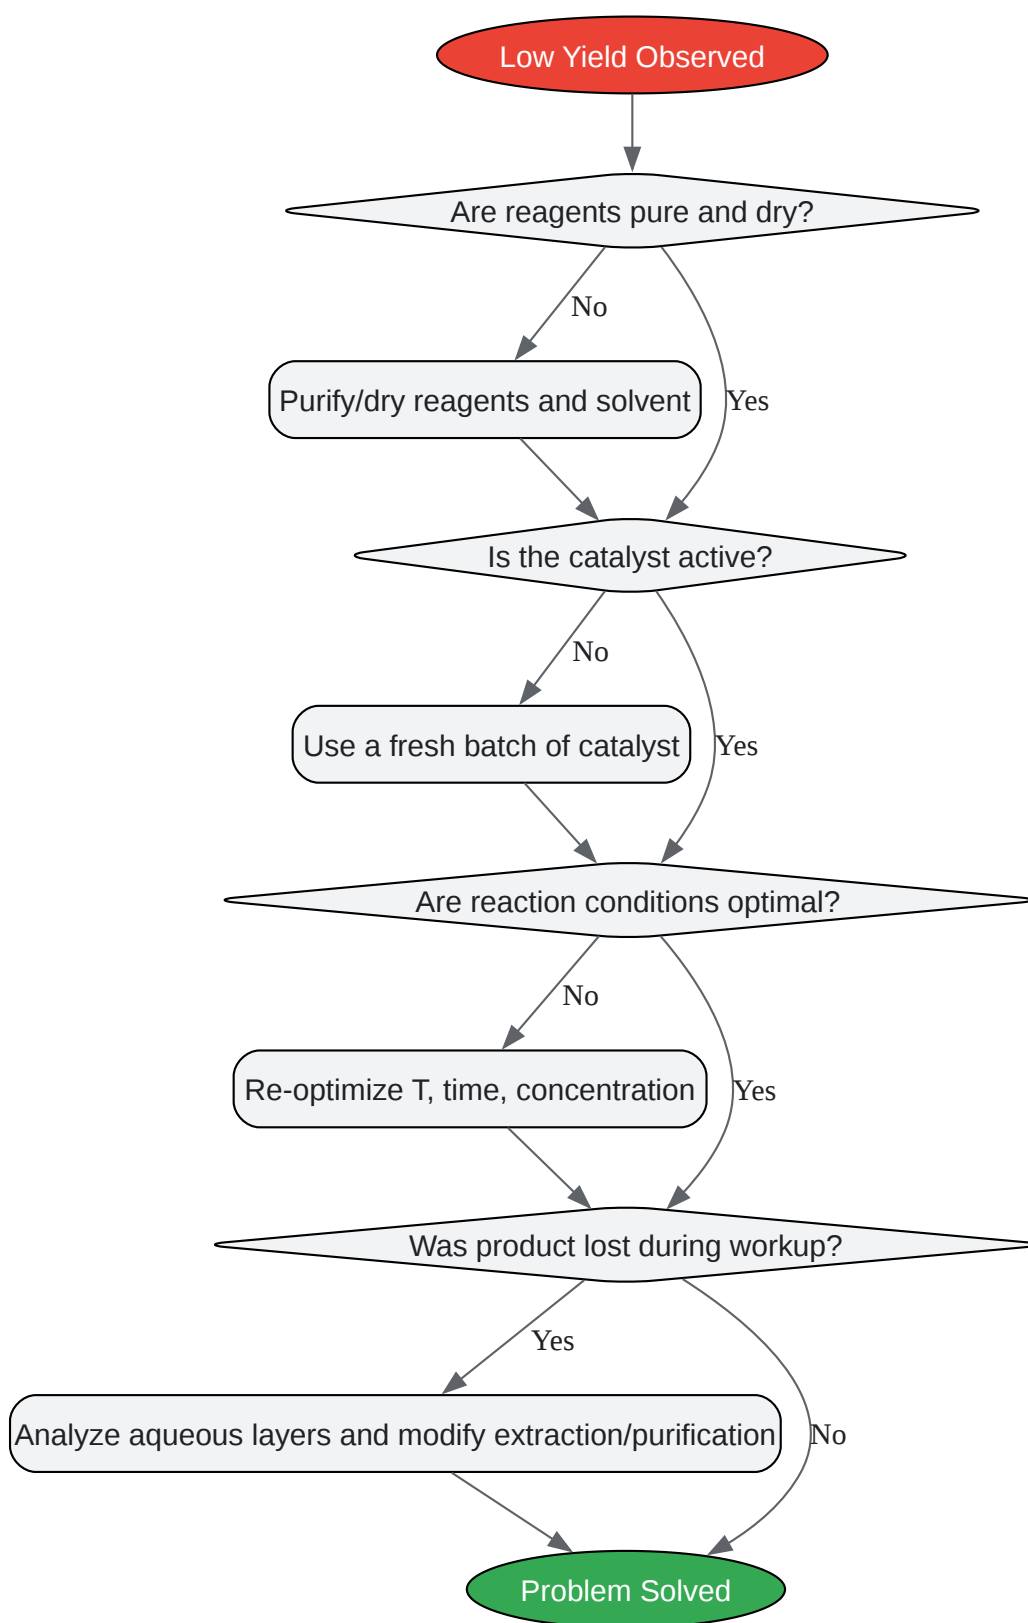 Low Yield Observed
Are reagents pure and dry?
No
Purify/dry reagents and solvent
Yes
Is the catalyst active?
No
Use a fresh batch of catalyst
Yes
Are reaction conditions optimal?
No
Re-optimize T, time, concentration
Yes
Was product lost during workup?
Yes
Analyze aqueous layers and modify extraction/purification
No
Problem Solved